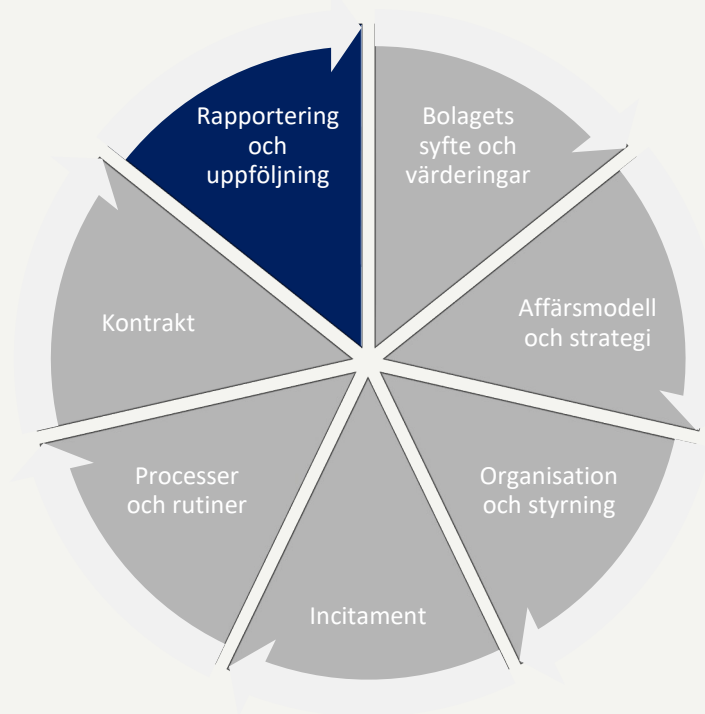 Rapportering
och
uppföljning
Bolagets
syfte och
värderingar
Affärsmodell
och strategi
Organisation
och styrning
Incitament
Processer
och rutiner
Kontrakt